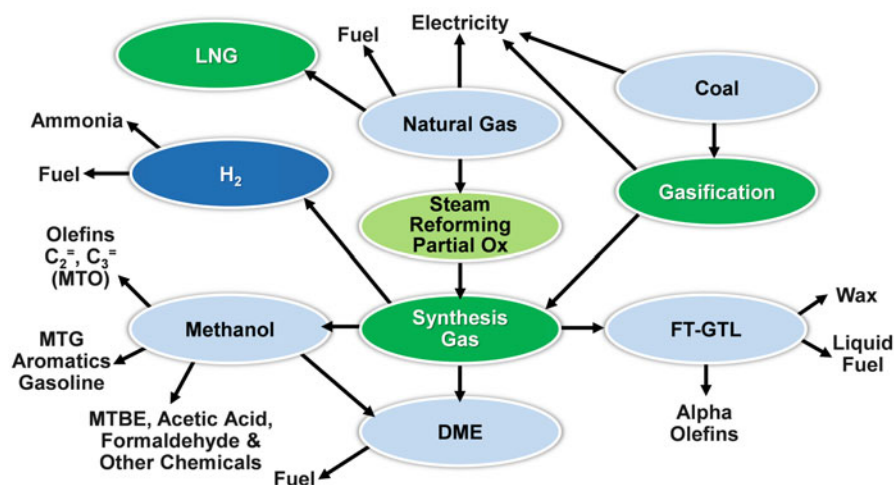 Electricity
Fuel
LNG
Coal
Natural Gas
Ammonia
H₂
Fuel
Gasification
Steam
Reforming
Partial Ox
Olefins
C₂⁼, C₃⁼
(MTO)
Wax
Methanol
Synthesis
Gas
FT-GTL
Liquid
Fuel
MTG
Aromatics
Gasoline
MTBE, Acetic Acid,
Formaldehyde &
Other Chemicals
DME
Alpha
Olefins
Fuel